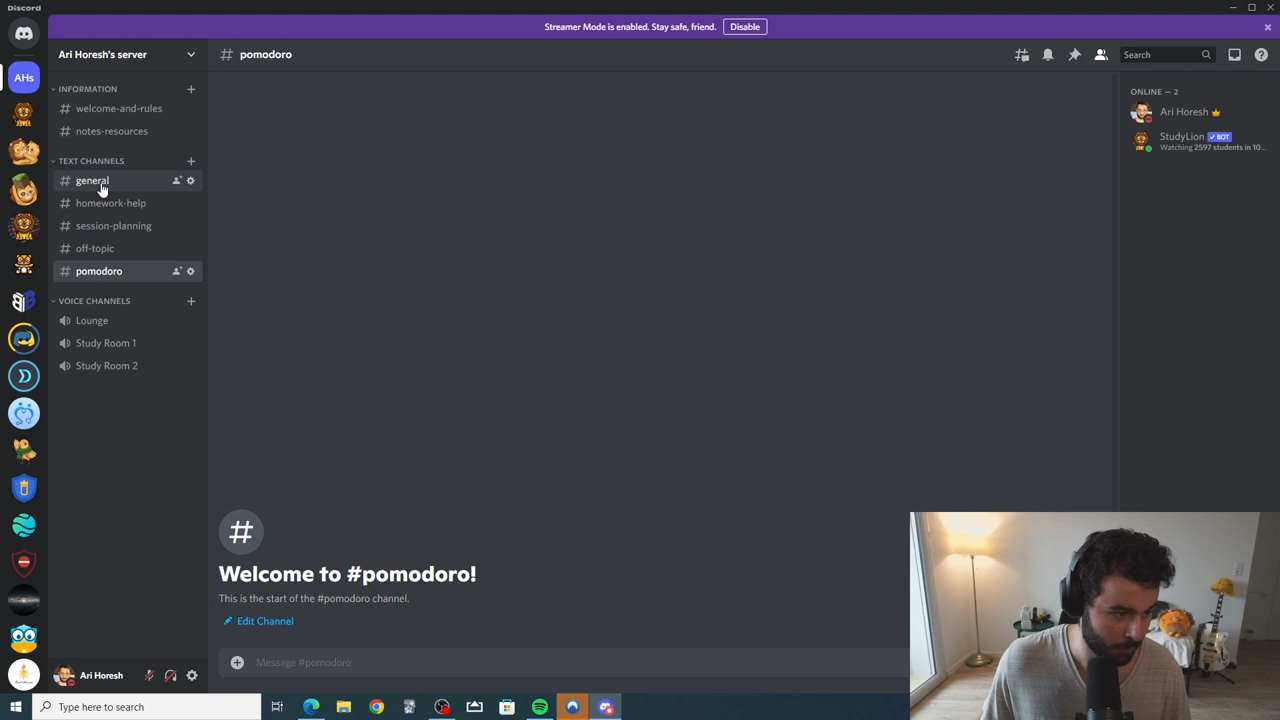 Discord
Streamer Mode is enabled. Stay safe, friend. Disable
Ari Horesh's server
pomodoro
Search
AHs
INFORMATION
welcome-and-rules
notes-resources
TEXT CHANNELS
general
homework-help
session-planning
off-topic
pomodoro
VOICE CHANNELS
Lounge
Study Room 1
Study Room 2
ONLINE — 2
Ari Horesh
StudyLion BOT
Watching 2597 students in 10...
Welcome to #pomodoro!
This is the start of the #pomodoro channel.
Edit Channel
Message #pomodoro
Ari Horesh
Type here to search